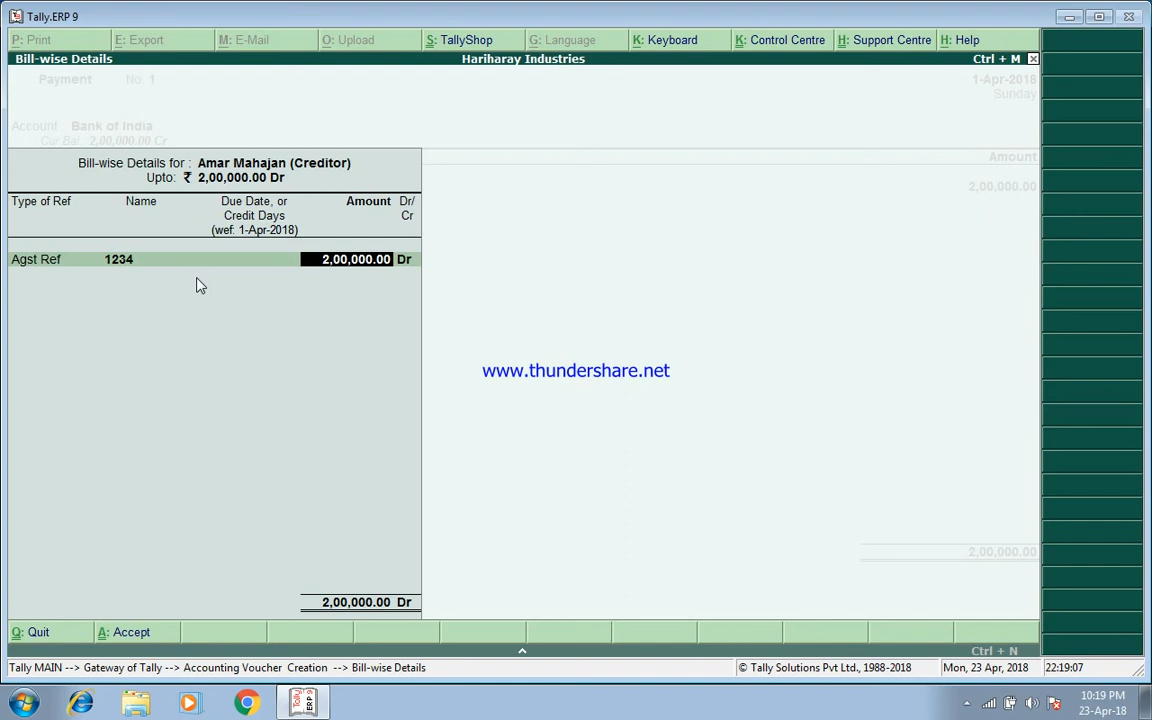 Tally.ERP 9
P: Print E: Export M: E-Mail O: Upload S: TallyShop G: Language K: Keyboard K: Control Centre H: Support Centre H: Help
Bill-wise Details Hariharay Industries Ctrl + M
Payment No. 1 1-Apr-2018
Sunday
Account Bank of India
Cur Bal: 2,00,000.00 Cr
Amount
Bill-wise Details for : Amar Mahajan (Creditor)
Upto: ₹ 2,00,000.00 Dr
2,00,000.00
Type of Ref Name Due Date, or Amount Dr/
Credit Days Cr
(wef: 1-Apr-2018)
Agst Ref 1234 2,00,000.00 Dr
www.thundershare.net
2,00,000.00
2,00,000.00 Dr
Q: Quit A: Accept
Ctrl + N
Tally MAIN --> Gateway of Tally --> Accounting Voucher Creation --> Bill-wise Details © Tally Solutions Pvt Ltd., 1988-2018 Mon, 23 Apr, 2018 22:19:07
Tally ERP 9
10:19 PM
23-Apr-18